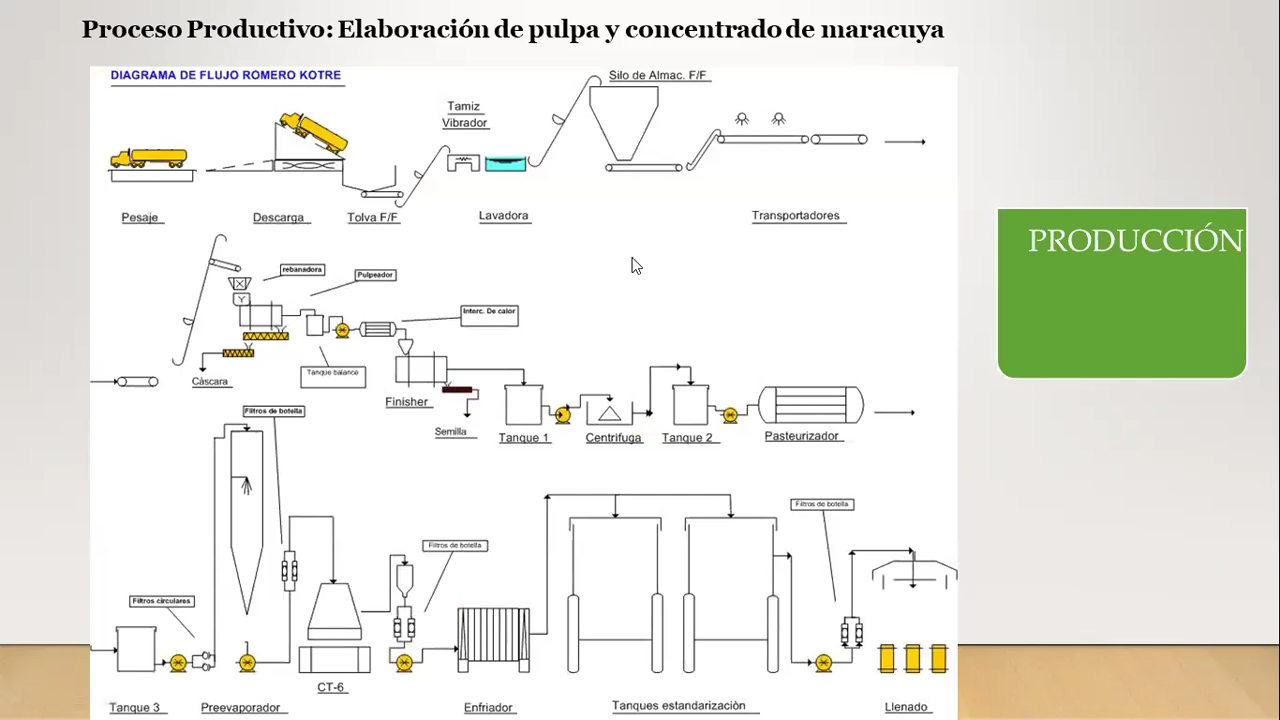 Proceso Productivo: Elaboración de pulpa y concentrado de maracuya
DIAGRAMA DE FLUJO ROMERO KOTRE
Silo de Almac. F/F
Tamiz
Vibrador
Pesaje
Descarga
Tolva F/F
Lavadora
Transportadores
PRODUCCIÓN
rebanadora
Pulpeador
Interc. De calor
Tanque balance
Càscara
Finisher
Semilla
Tanque 1
Centrífuga
Tanque 2
Pasteurizador
Filtros de botella
Filtros de botella
Filtros de botella
Filtros circulares
CT-6
Tanque 3
Preevaporador
Enfriador
Tanques estandarizaciòn
Llenado